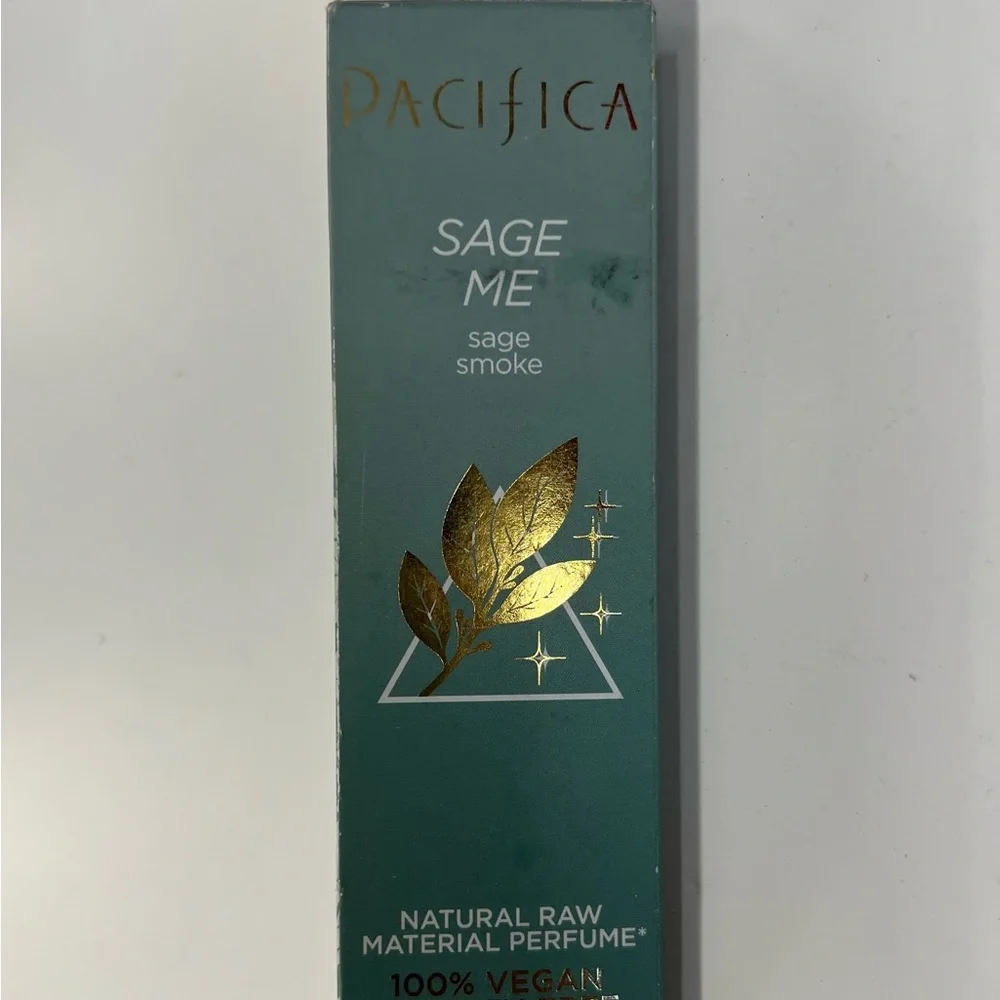 PACIFICA
SAGE
ME
sage
smoke
NATURAL RAW
MATERIAL PERFUME*
100% VEGAN